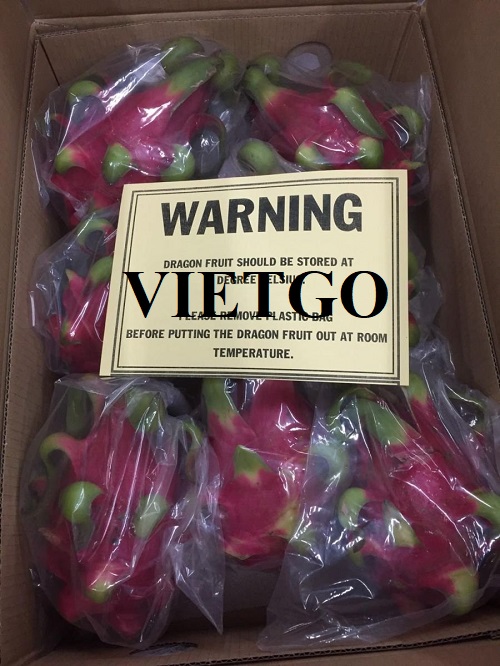 WARNING
DRAGON FRUIT SHOULD BE STORED AT
DEGREE
VIETGO
PLEASE REMOVE PLASTIC BAG
BEFORE PUTTING THE DRAGON FRUIT OUT AT ROOM
TEMPERATURE.